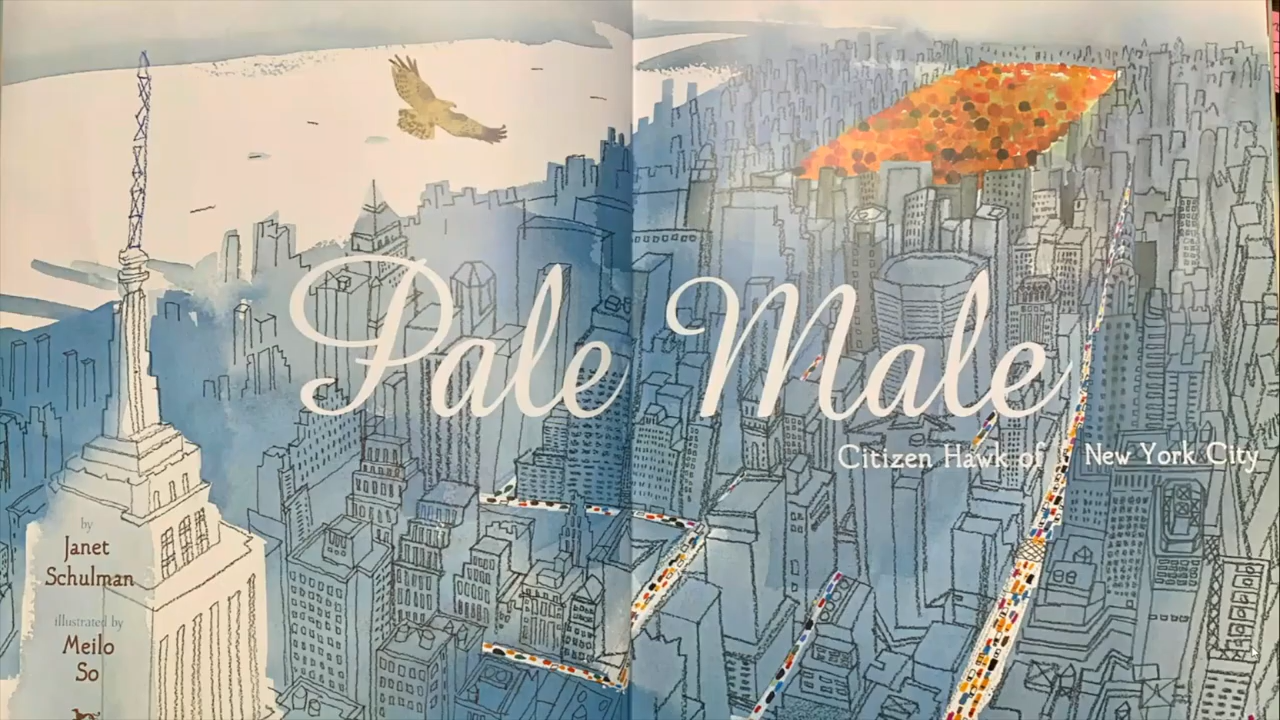 Pale Male
Citizen Hawk of New York City
by
Janet
Schulman
illustrated by
Meilo
So